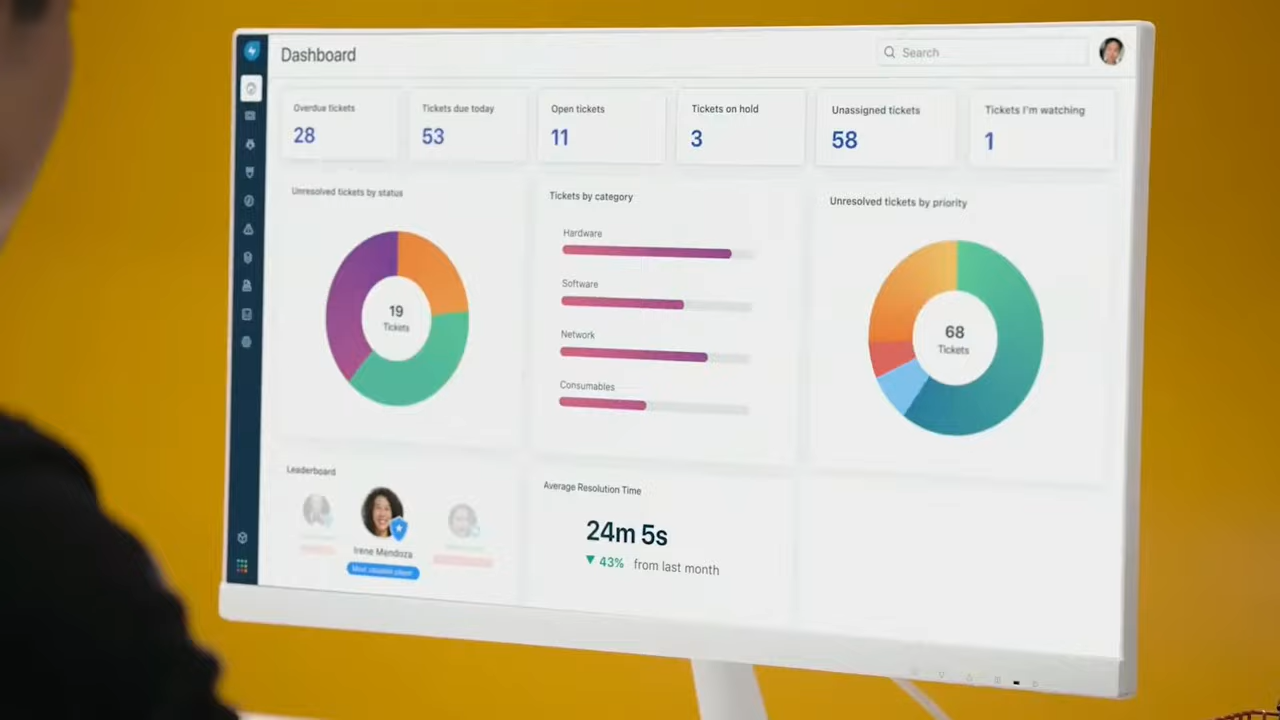 Dashboard
Search
Overdue tickets
28
Tickets due today
53
Open tickets
11
Tickets on hold
3
Unassigned tickets
58
Tickets I'm watching
1
Unresolved tickets by status
19
Tickets
Tickets by category
Hardware
Software
Network
Consumables
Unresolved tickets by priority
68
Tickets
Leaderboard
Irene Mendoza
Average Resolution Time
24m 5s
43% from last month